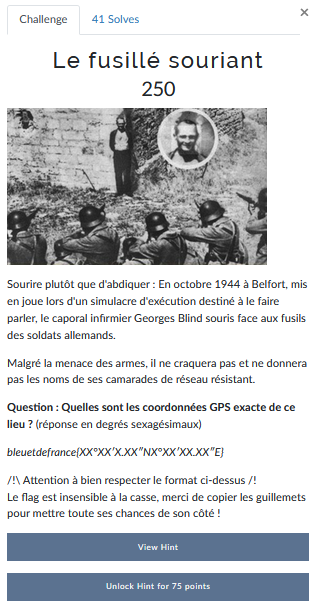 Challenge
41 Solves
×
Le fusillé souriant
250
Sourire plutôt que d'abdiquer : En octobre 1944 à Belfort, mis
en joue lors d'un simulacre d'exécution destiné à le faire
parler, le caporal infirmier Georges Blind souris face aux fusils
des soldats allemands.
Malgré la menace des armes, il ne craquera pas et ne donnera
pas les noms de ses camarades de réseau résistant.
Question : Quelles sont les coordonnées GPS exacte de ce
lieu ? (réponse en degrés sexagésimaux)
bleuetdefrance{XX°XX′X.XX″NX°XX′XX.XX″E}
/!\ Attention à bien respecter le format ci-dessus /!
Le flag est insensible à la casse, merci de copier les guillemets
pour mettre toute ses chances de son côté !
View Hint
Unlock Hint for 75 points